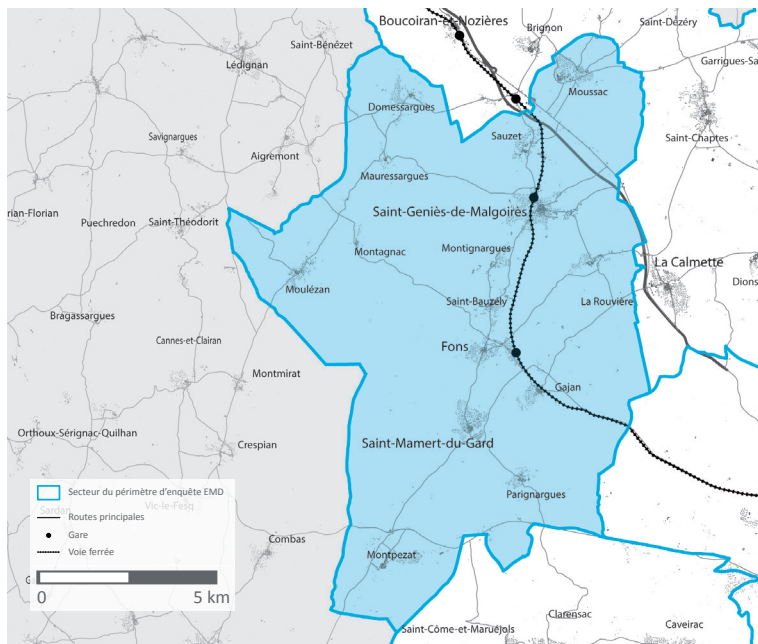 Boucoiran-et-Nozières
Saint-Dézéry
Brignon
Saint-Bénézet
Garrigues-Sa
Lédignan
Moussac
Domessargues
Sauzet
Saint-Chaptes
Savignargues
Aigremont
Mauressargues
rian-Florian
Puechredon
Saint-Théodorit
Saint-Geniès-de-Malgoirès
Montagnac
Montignargues
La Calmette
Dions
Moulézan
Saint-Bauzély
La Rouvière
Bragassargues
Cannes-et-Clairan
Fons
Montmirat
Gajan
Orthoux-Sérignac-Quilhan
Crespian
Saint-Mamert-du-Gard
Parignargues
Secteur du périmètre d'enquête EMD
Vic-le-Fesq
Sardan
Routes principales
Gare
Voie ferrée
Combas
Montpezat
0 5 km
Clarensac
Saint-Côme-et-Maruéjols
Caveirac